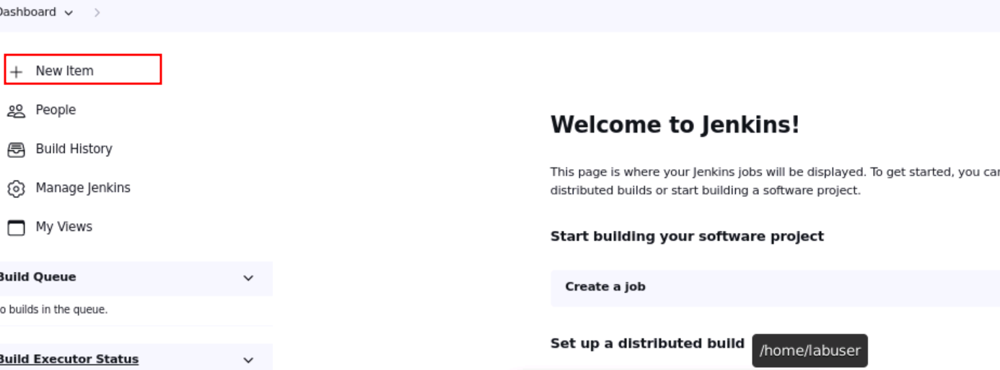 Dashboard
New Item
People
Build History
Manage Jenkins
My Views
Build Queue
o builds in the queue.
Build Executor Status
Welcome to Jenkins!
This page is where your Jenkins jobs will be displayed. To get started, you can
distributed builds or start building a software project.
Start building your software project
Create a job
Set up a distributed build
/home/labuser